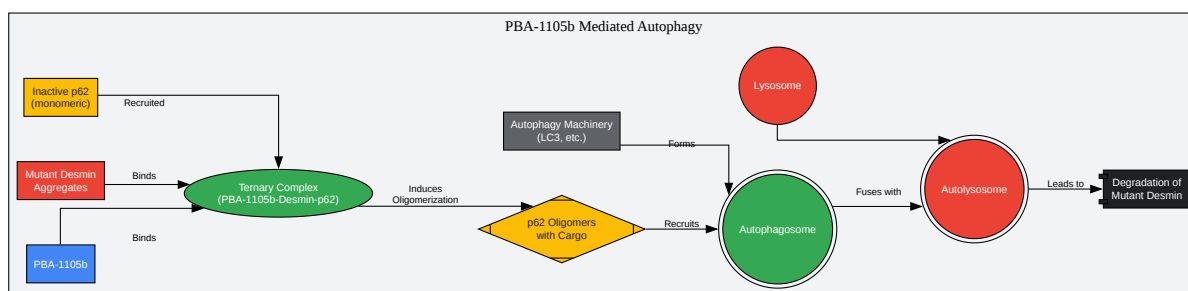 PBA-1105b Mediated Autophagy
Inactive p62
(monomeric)
Recruited
Lysosome
Autophagy Machinery
(LC3, etc.)
Forms
Mutant Desmin
Aggregates
Binds
Ternary Complex
(PBA-1105b-Desmin-p62)
Induces
Oligomerization
Fuses with
Autolysosome
Leads to
Degradation of
Mutant Desmin
p62 Oligomers
with Cargo
Recruits
Autophagosome
Binds
PBA-1105b